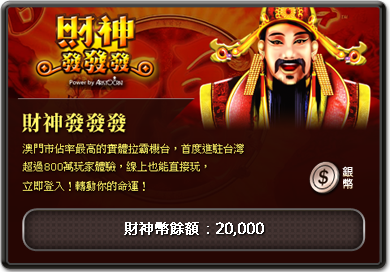 財神
發發發
Power by ARISTOCRAT
財神發發發
澳門市佔率最高的實體拉霸機台，首度進駐台灣
超過800萬玩家體驗，線上也能直接玩，
立即登入！轉動你的命運！
$
銀幣
財神幣餘額：20,000